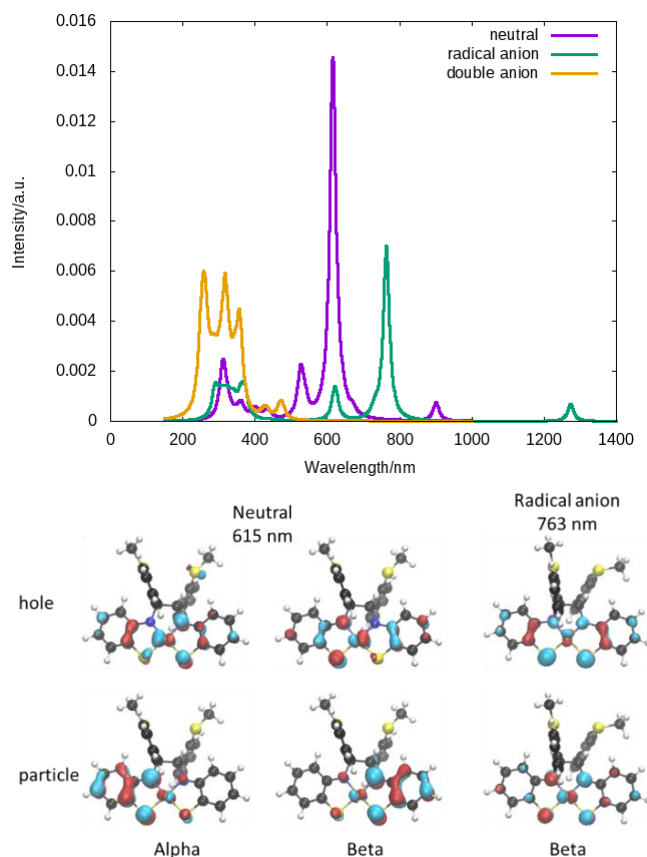 0.016
0.014
0.012
0.01
0.008
0.006
0.004
0.002
0
Intensity/a.u.
neutral
radical anion
double anion
0 200 400 600 800 1000 1200 1400
Wavelength/nm
Neutral
615 nm
Radical anion
763 nm
hole
particle
Alpha Beta Beta